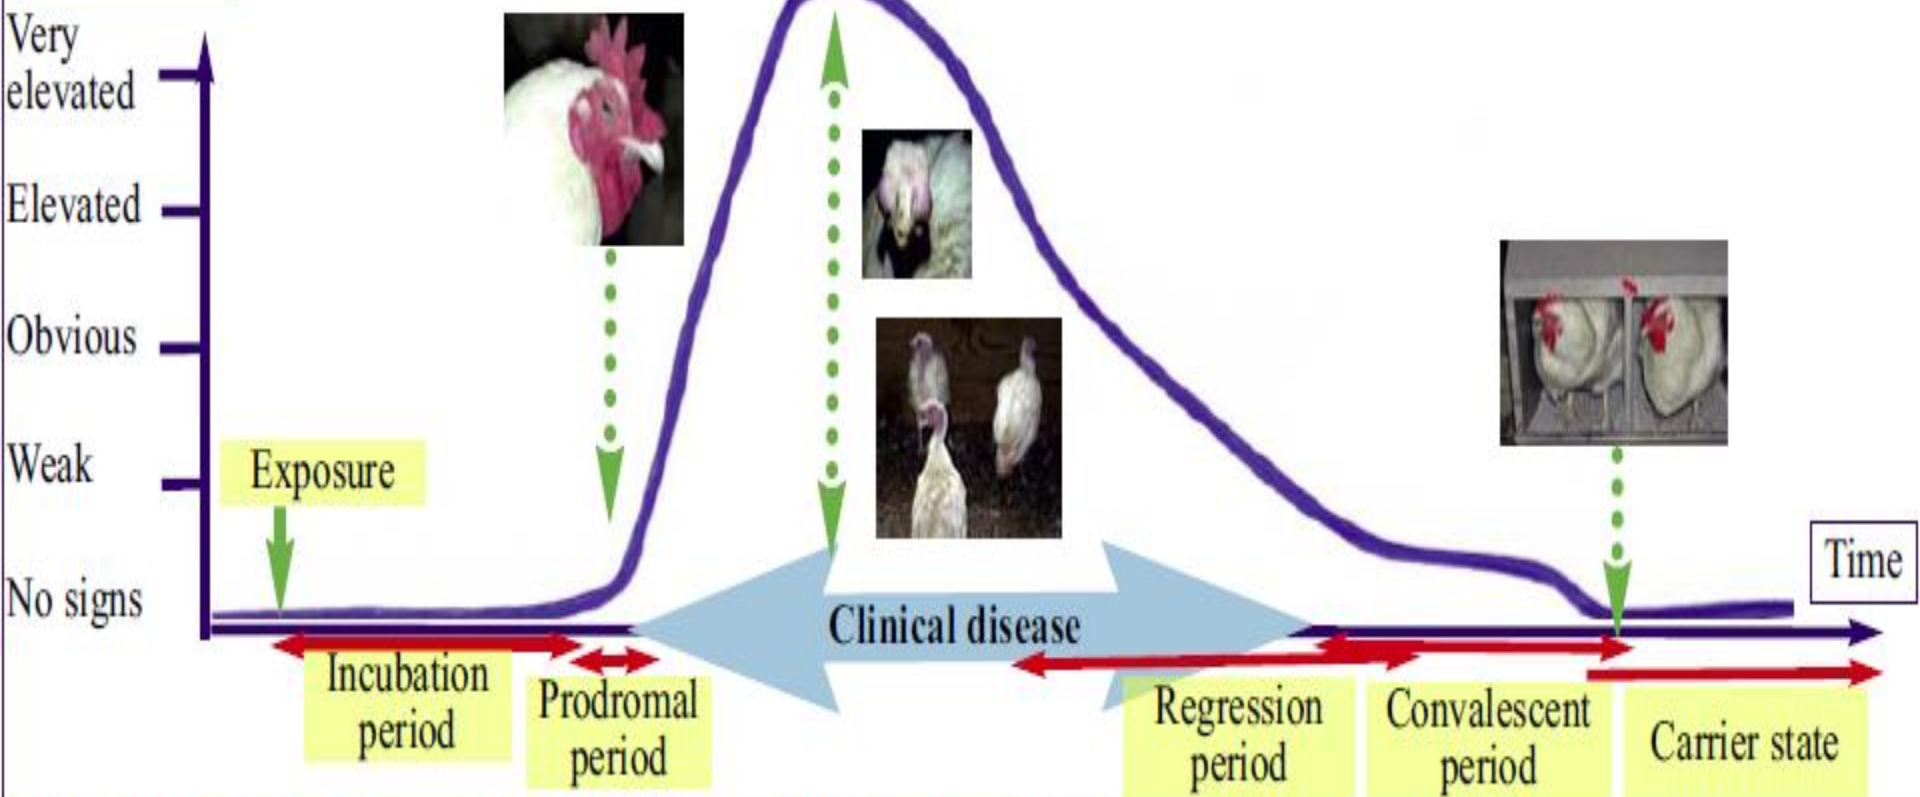 Very
elevated
Elevated
Obvious
Weak
No signs
Exposure
Time
Clinical disease
Incubation
period
Prodromal
period
Regression
period
Convalescent
period
Carrier state